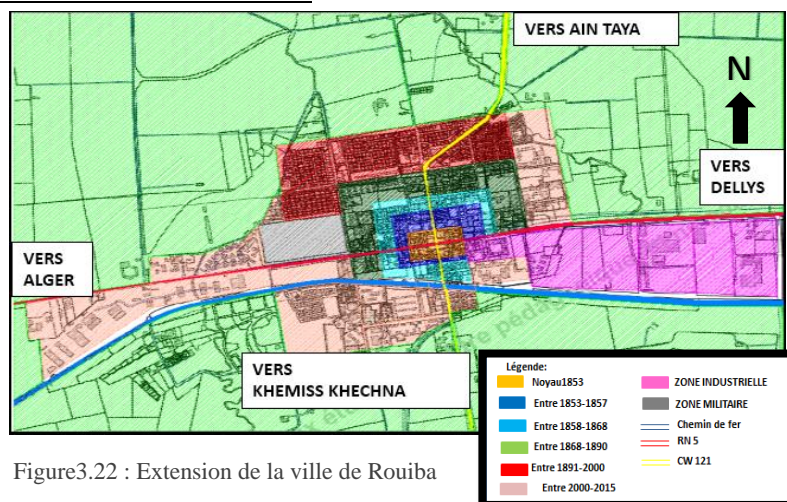 VERS AIN TAYA
N
VERS
DELLYS
VERS
ALGER
VERS
KHEMISS KHECHNA
Légende:
Noyau1853
Entre 1853-1857
Entre 1858-1868
Entre 1868-1890
Entre 1891-2000
Entre 2000-2015
ZONE INDUSTRIELLE
ZONE MILITAIRE
Chemin de fer
RN 5
CW 121
Figure3.22 : Extension de la ville de Rouiba